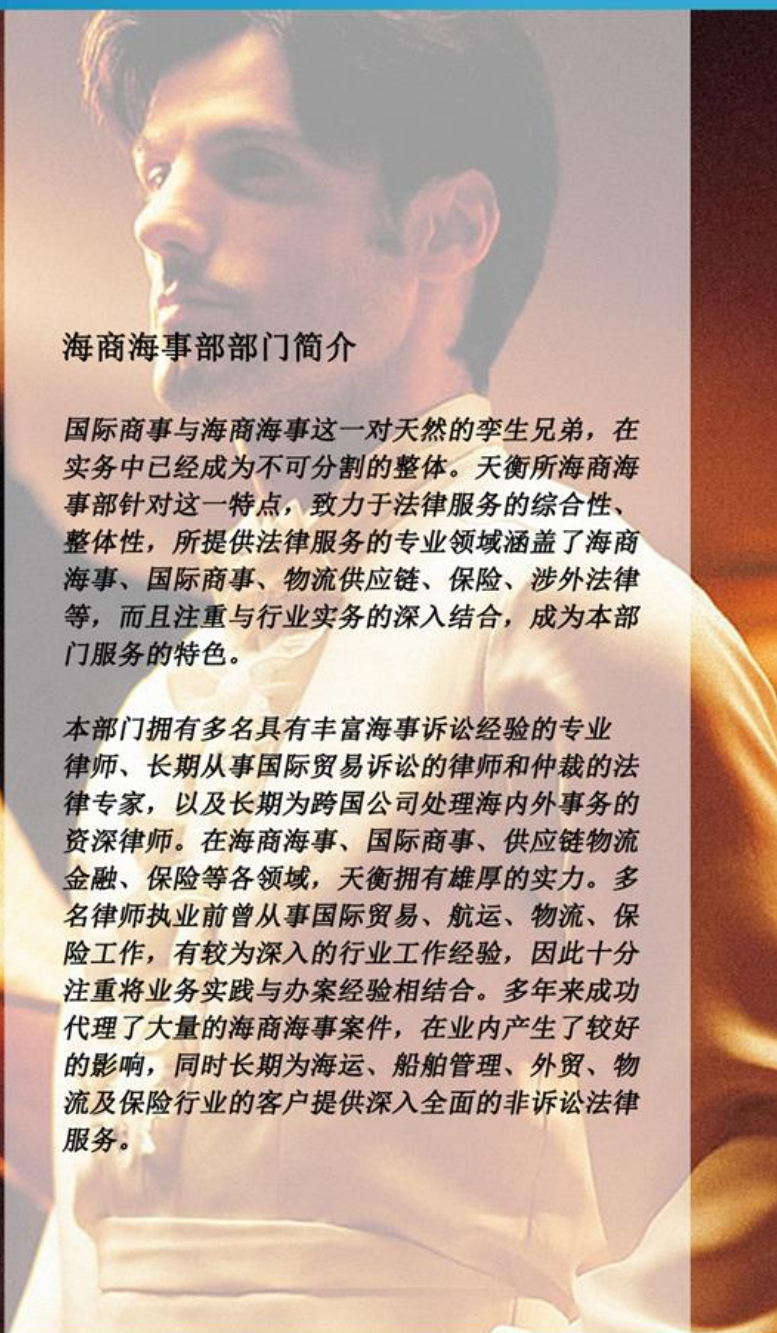 海商海事部部门简介
国际商事与海商海事这一对天然的孪生兄弟，在
实务中已经成为不可分割的整体。天衡所海商海
事部针对这一特点，致力于法律服务的综合性、
整体性，所提供法律服务的专业领域涵盖了海商
海事、国际商事、物流供应链、保险、涉外法律
等，而且注重与行业实务的深入结合，成为本部
门服务的特色。
本部门拥有多名具有丰富海事诉讼经验的专业
律师、长期从事国际贸易诉讼的律师和仲裁的法
律专家，以及长期为跨国公司处理海内外事务的
资深律师。在海商海事、国际商事、供应链物流
金融、保险等各领域，天衡拥有雄厚的实力。多
名律师执业前曾从事国际贸易、航运、物流、保
险工作，有较为深入的行业工作经验，因此十分
注重将业务实践与办案经验相结合。多年来成功
代理了大量的海商海事案件，在业内产生了较好
的影响，同时长期为海运、船舶管理、外贸、物
流及保险行业的客户提供深入全面的非诉讼法律
服务。